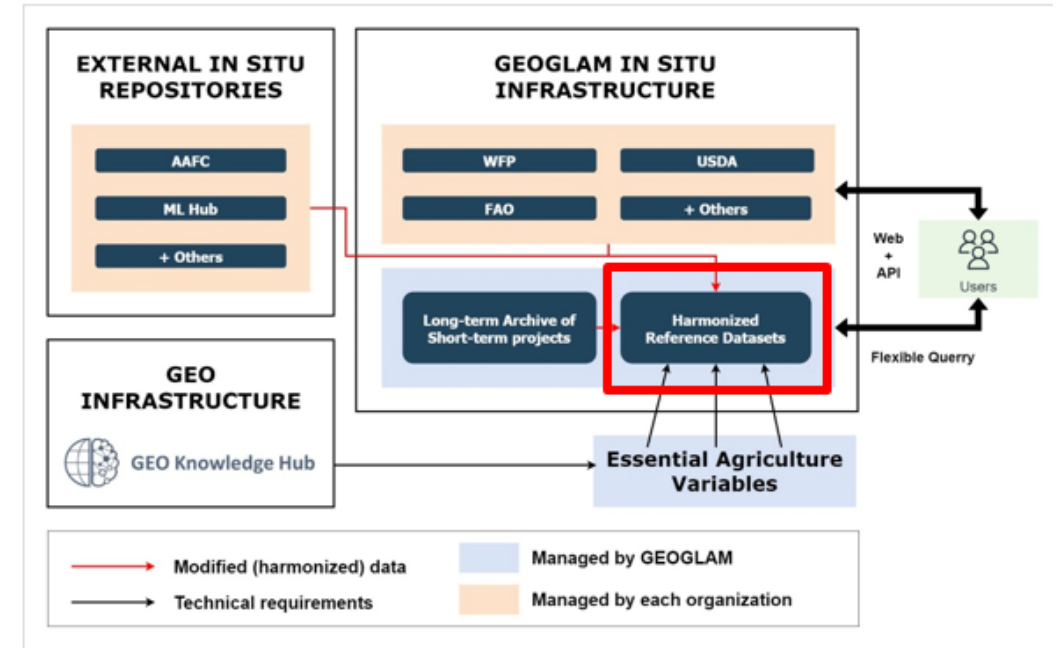 EXTERNAL IN SITU
REPOSITORIES
AAFC
ML Hub
+ Others
GEOGLAM IN SITU
INFRASTRUCTURE
WFP
USDA
FAO
+ Others
Long-term Archive of
Short-term projects
Harmonized
Reference Datasets
Web
+
API
Users
Flexible Querry
GEO
INFRASTRUCTURE
GEO Knowledge Hub
Essential Agriculture
Variables
Modified (harmonized) data
Technical requirements
Managed by GEOGLAM
Managed by each organization